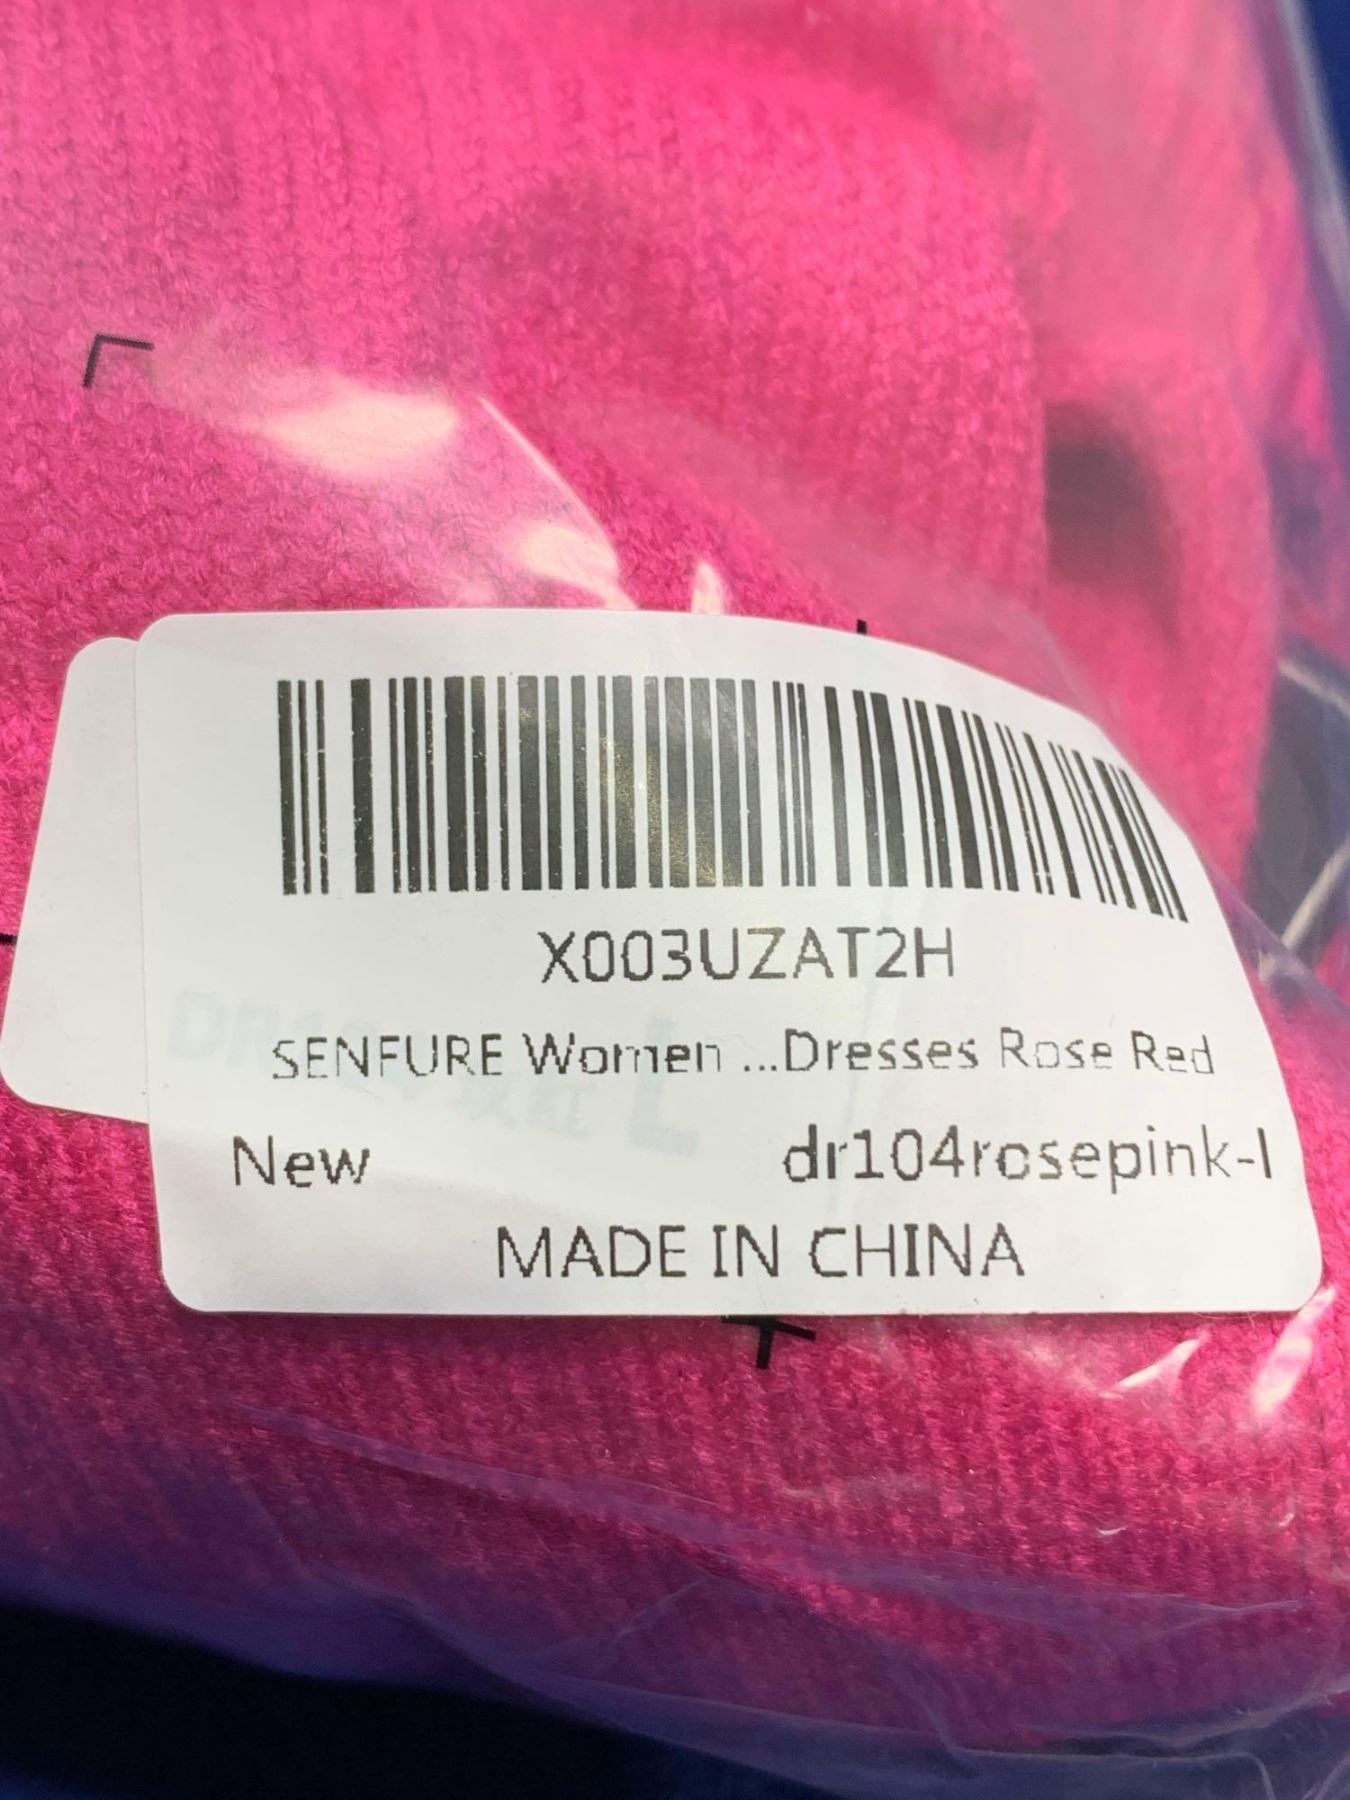 X003UZAT2H
SENFURE Women ...Dresses Rose Red
New dr104rosepink-l
MADE IN CHINA